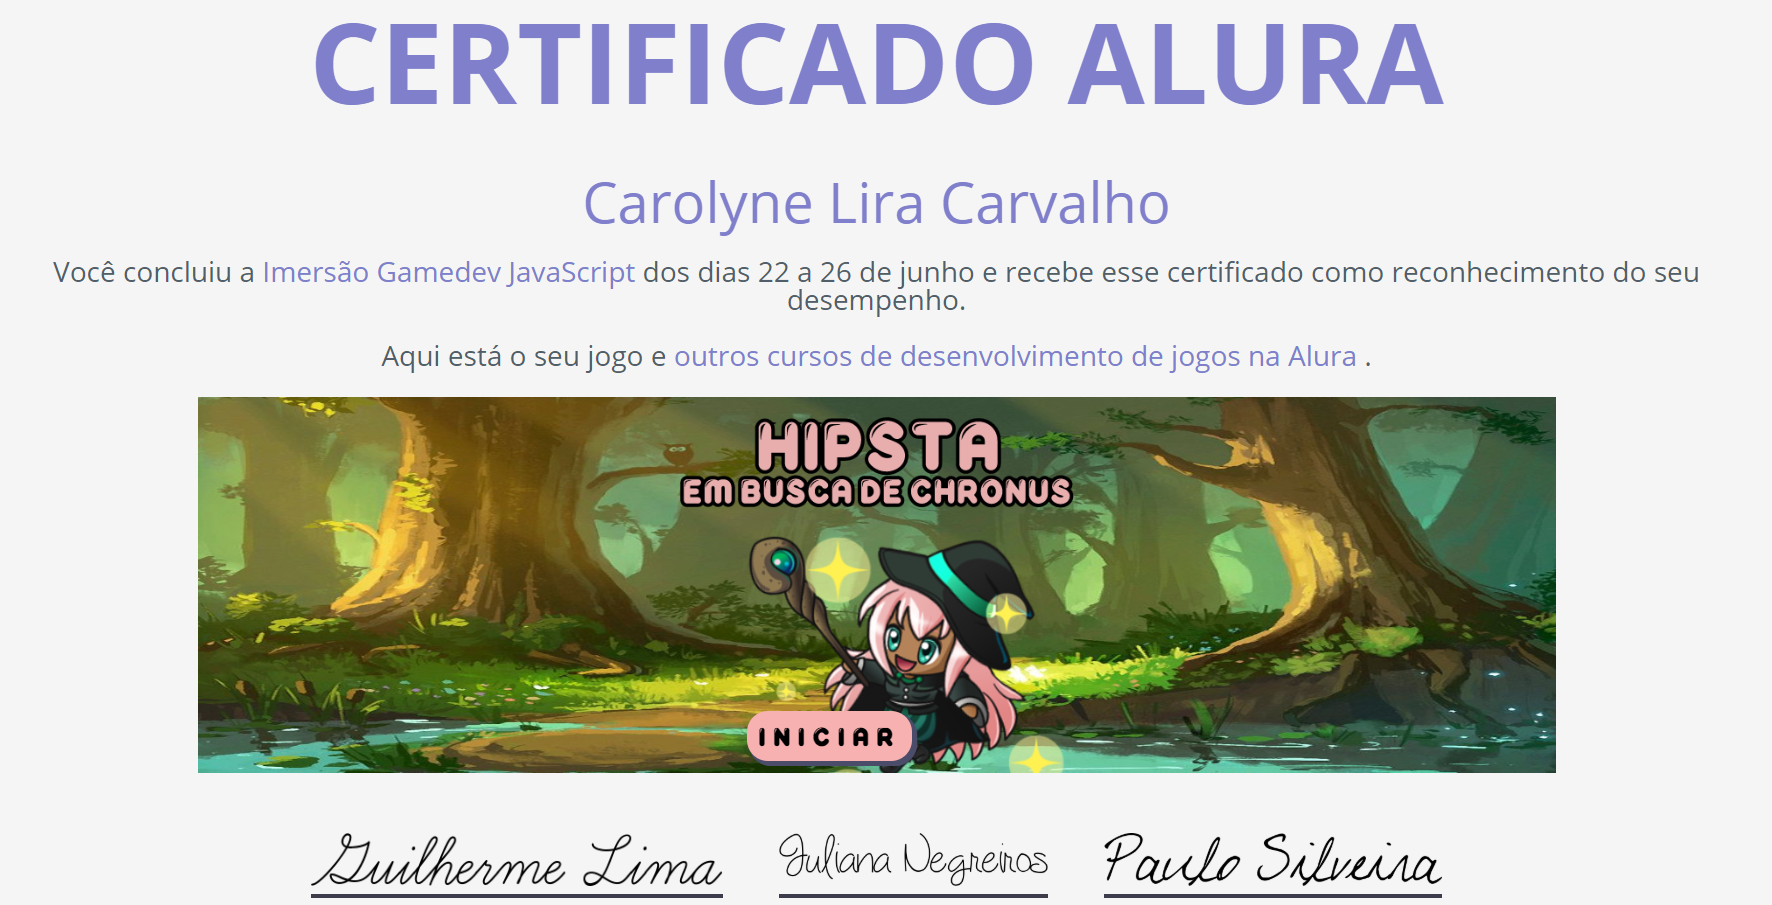 CERTIFICADO ALURA
Carolyne Lira Carvalho
Você concluiu a Imersão Gamedev JavaScript dos dias 22 a 26 de junho e recebe esse certificado como reconhecimento do seu
desempenho.
Aqui está o seu jogo e outros cursos de desenvolvimento de jogos na Alura .
HIPSTA
EM BUSCA DE CHRONUS
INICIAR
Guilherme Lima Juliana Negreiros Paulo Silveira